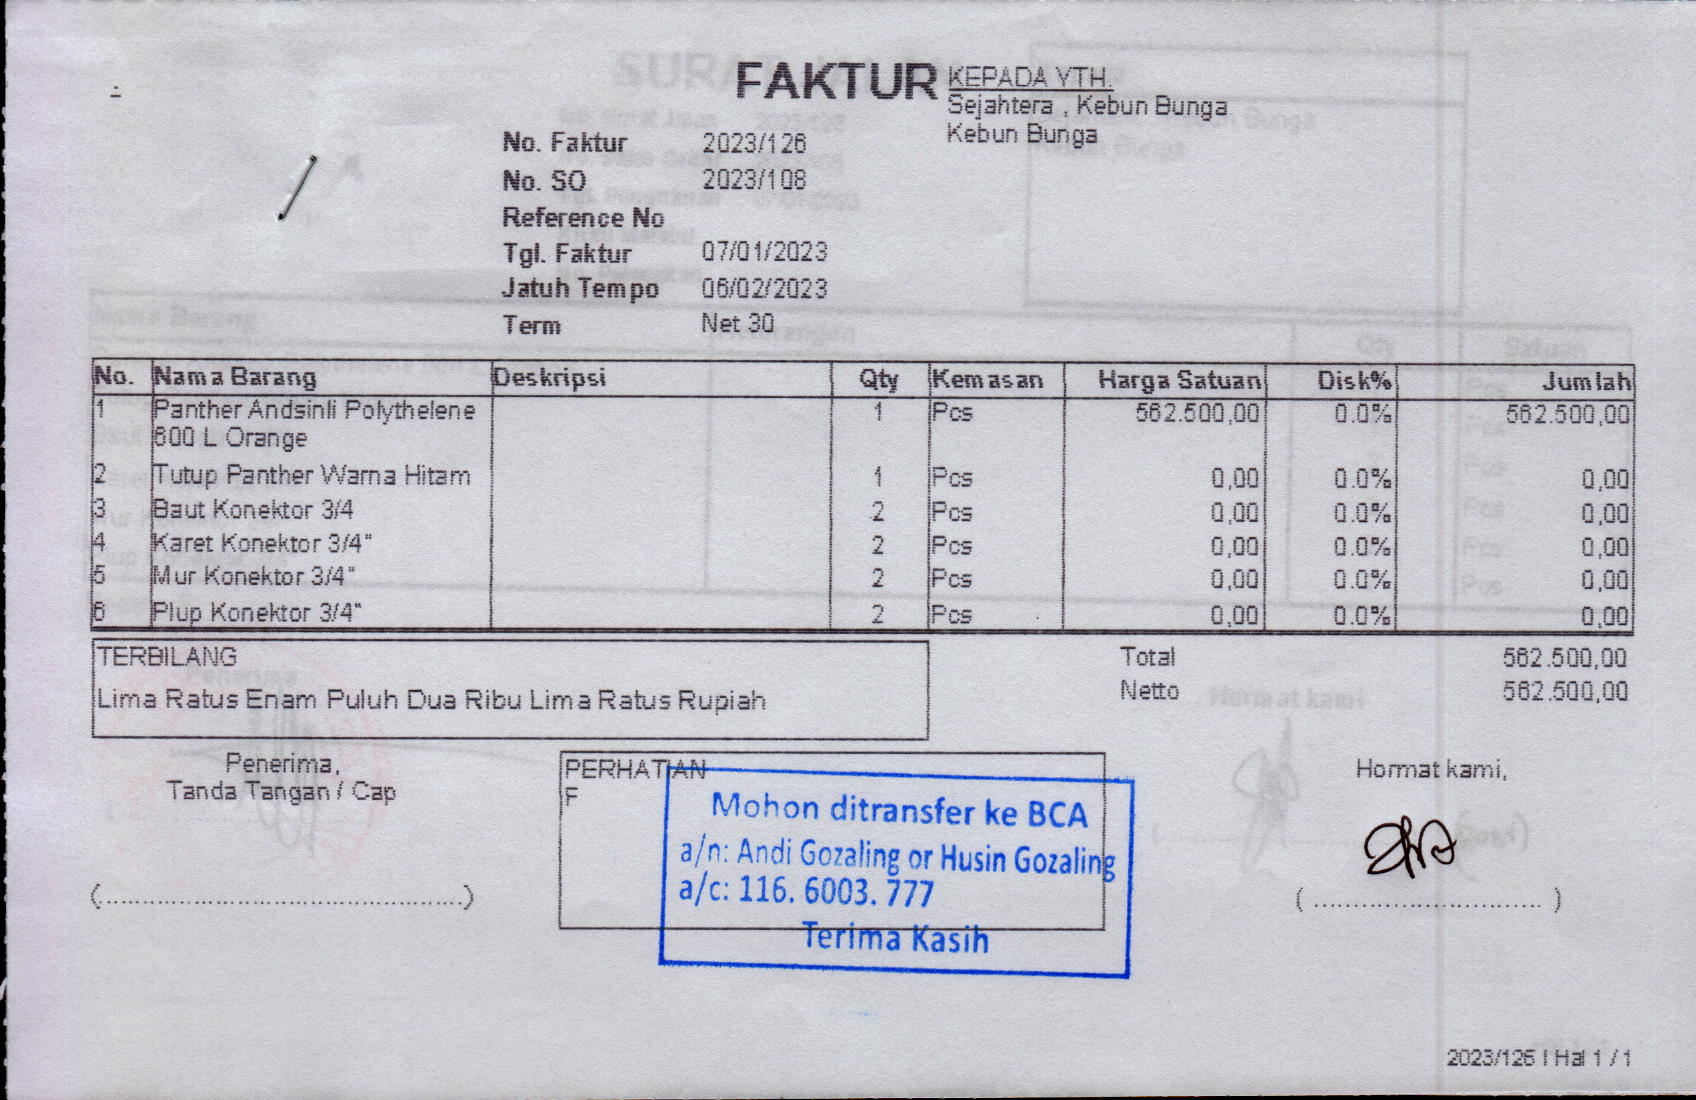 FAKTUR
KEPADA YTH.
Sejahtera , Kebun Bunga
Kebun Bunga
No. Faktur 2023/126
No. SO 2023/108
Reference No
Tgl. Faktur 07/01/2023
Jatuh Tempo 06/02/2023
Term Net 30
No. Nama Barang Deskripsi Qty Kemasan Harga Satuan Disk% Jumlah
1 Panther Andsinli Polythelene 1 Pcs 562.500,00 0.0% 562.500,00
600 L Orange
2 Tutup Panther Warna Hitam 1 Pcs 0,00 0.0% 0,00
3 Baut Konektor 3/4 2 Pcs 0,00 0.0% 0,00
4 Karet Konektor 3/4" 2 Pcs 0,00 0.0% 0,00
5 Mur Konektor 3/4" 2 Pcs 0,00 0.0% 0,00
6 Plup Konektor 3/4" 2 Pcs 0,00 0.0% 0,00
TERBILANG
Lima Ratus Enam Puluh Dua Ribu Lima Ratus Rupiah
Total 562.500,00
Netto 562.500,00
Penerima,
Tanda Tangan / Cap
(..................................................)
PERHATIAN
F
Mohon ditransfer ke BCA
a/n: Andi Gozaling or Husin Gozaling
a/c: 116. 6003. 777
Terima Kasih
Hormat kami,
( ................................ )
2023/126 | Hal 1 / 1